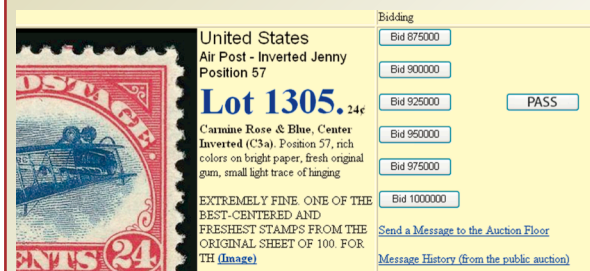 Bidding
United States
Air Post - Inverted Jenny
Position 57
Lot 1305. 24¢
Carmine Rose & Blue, Center
Inverted (C3a). Position 57, rich
colors on bright paper, fresh original
gum, small light trace of hinging
EXTREMELY FINE. ONE OF THE
BEST-CENTERED AND
FRESHEST STAMPS FROM THE
ORIGINAL SHEET OF 100. FOR
TH (Image)
Bid 875000
Bid 900000
Bid 925000
PASS
Bid 950000
Bid 975000
Bid 1000000
Send a Message to the Auction Floor
Message History (from the public auction)
POSTAGE
CENTS 24